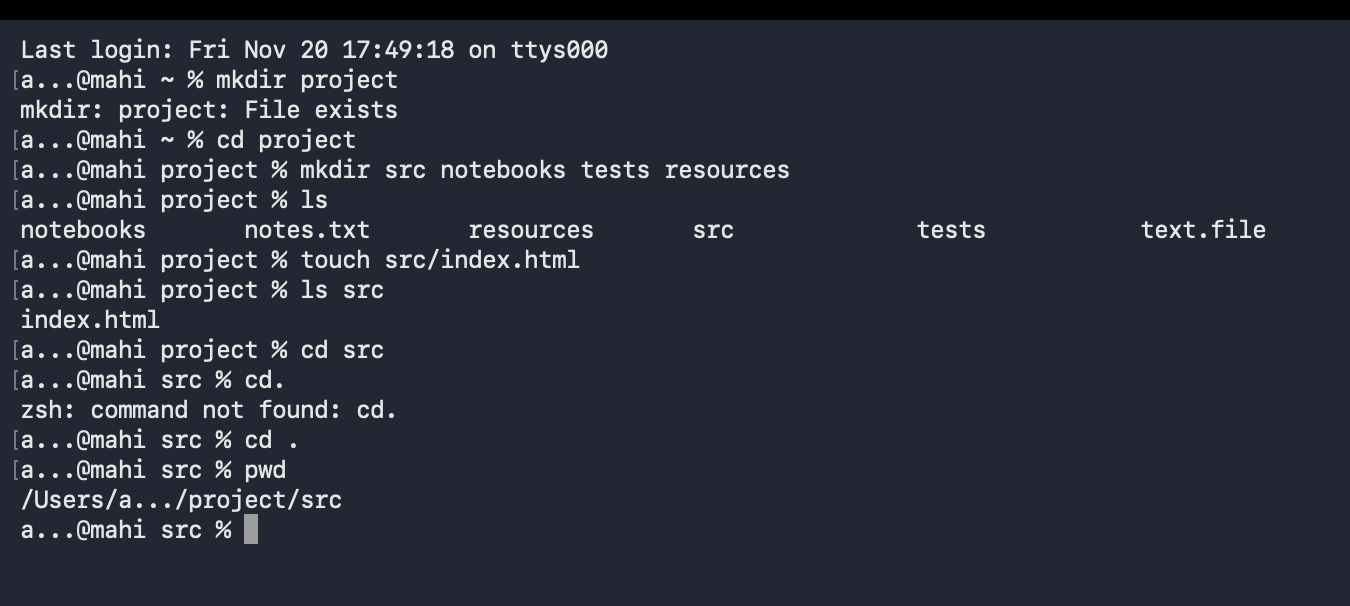 Last login: Fri Nov 20 17:49:18 on ttys000
[a...@mahi ~ % mkdir project
mkdir: project: File exists
[a...@mahi ~ % cd project
[a...@mahi project % mkdir src notebooks tests resources
[a...@mahi project % ls
notebooks notes.txt resources src tests text.file
[a...@mahi project % touch src/index.html
[a...@mahi project % ls src
index.html
[a...@mahi project % cd src
[a...@mahi src % cd.
zsh: command not found: cd.
[a...@mahi src % cd .
[a...@mahi src % pwd
/Users/a.../project/src
a...@mahi src %